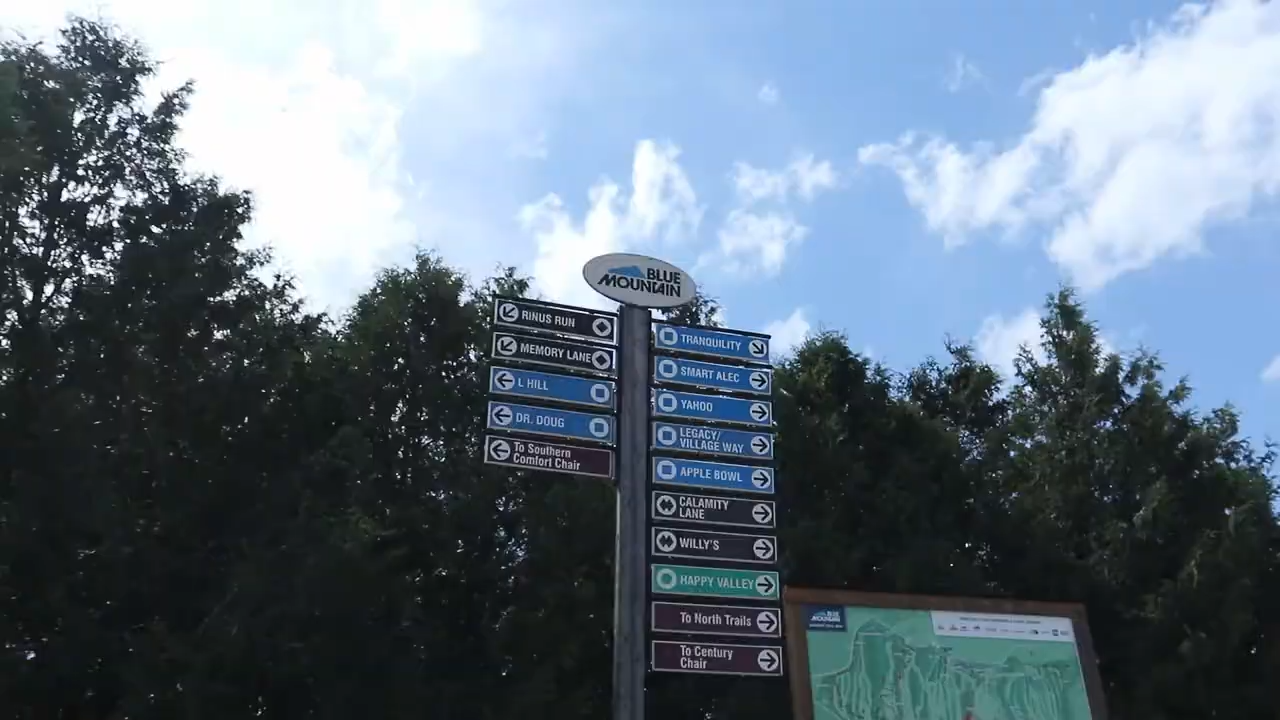 BLUE
MOUNTAIN
RINUS RUN
MEMORY LANE
L HILL
DR. DOUG
To Southern
Comfort Chair
TRANQUILITY
SMART ALEC
YAHOO
LEGACY/
VILLAGE WAY
APPLE BOWL
CALAMITY
LANE
WILLY'S
HAPPY VALLEY
To North Trails
To Century
Chair
BLUE
MOUNTAIN